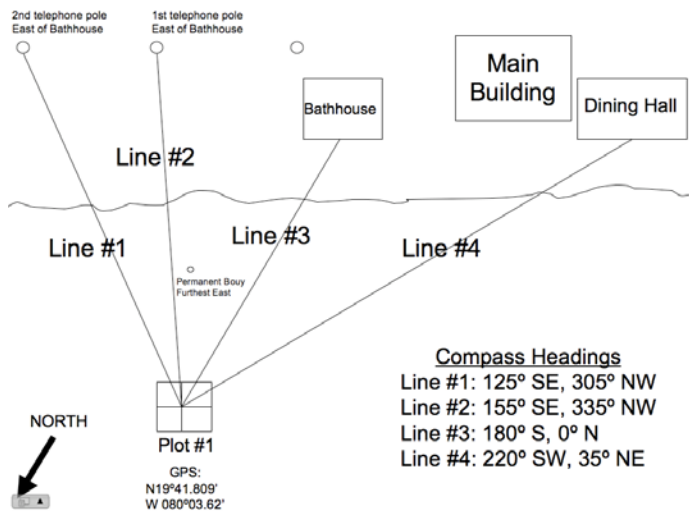 2nd telephone pole
East of Bathhouse
1st telephone pole
East of Bathhouse
Main
Building
Bathhouse
Dining Hall
Line #2
Line #1
Line #3
Line #4
Permanent Bouy
Furthest East
Compass Headings
Line #1: 125º SE, 305º NW
Line #2: 155º SE, 335º NW
Line #3: 180º S, 0º N
Line #4: 220º SW, 35º NE
NORTH
Plot #1
GPS:
N19º41.809'
W 080º03.62'